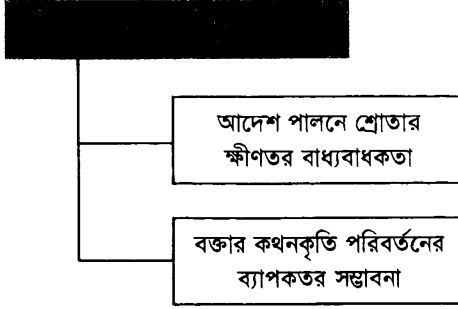 আদেশ পালনে শ্রোতার
ক্ষীণতর বাধ্যবাধকতা
বক্তার কথনকৃতি পরিবর্তনের
ব্যাপকতর সম্ভাবনা